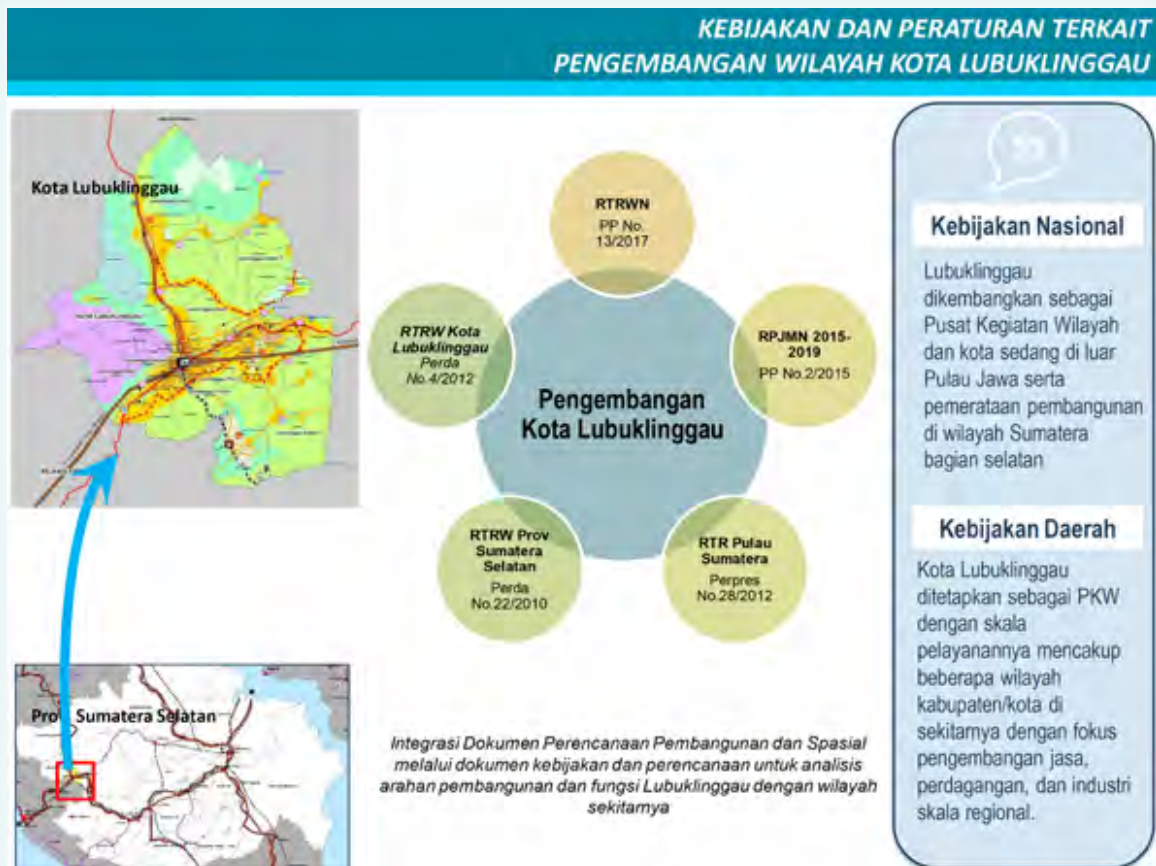 KEBIJAKAN DAN PERATURAN TERKAIT
PENGEMBANGAN WILAYAH KOTA LUBUKLINGGAU
Kota Lubuklinggau
Prov Sumatera Selatan
RTRWN
PP No.
13/2017
RTRW Kota
Lubuklinggau
Perda
No.4/2012
RPJMN 2015-
2019
PP No.2/2015
Pengembangan
Kota Lubuklinggau
RTRW Prov
Sumatera
Selatan
Perda
No.22/2010
RTR Pulau
Sumatera
Perpres
No.28/2012
Integrasi Dokumen Perencanaan Pembangunan dan Spasial
melalui dokumen kebijakan dan perencanaan untuk analisis
arahan pembangunan dan fungsi Lubuklinggau dengan wilayah
sekitarnya
Kebijakan Nasional
Lubuklinggau
dikembangkan sebagai
Pusat Kegiatan Wilayah
dan kota sedang di luar
Pulau Jawa serta
pemerataan pembangunan
di wilayah Sumatera
bagian selatan
Kebijakan Daerah
Kota Lubuklinggau
ditetapkan sebagai PKW
dengan skala
pelayanannya mencakup
beberapa wilayah
kabupaten/kota di
sekitarnya dengan fokus
pengembangan jasa,
perdagangan, dan industri
skala regional.